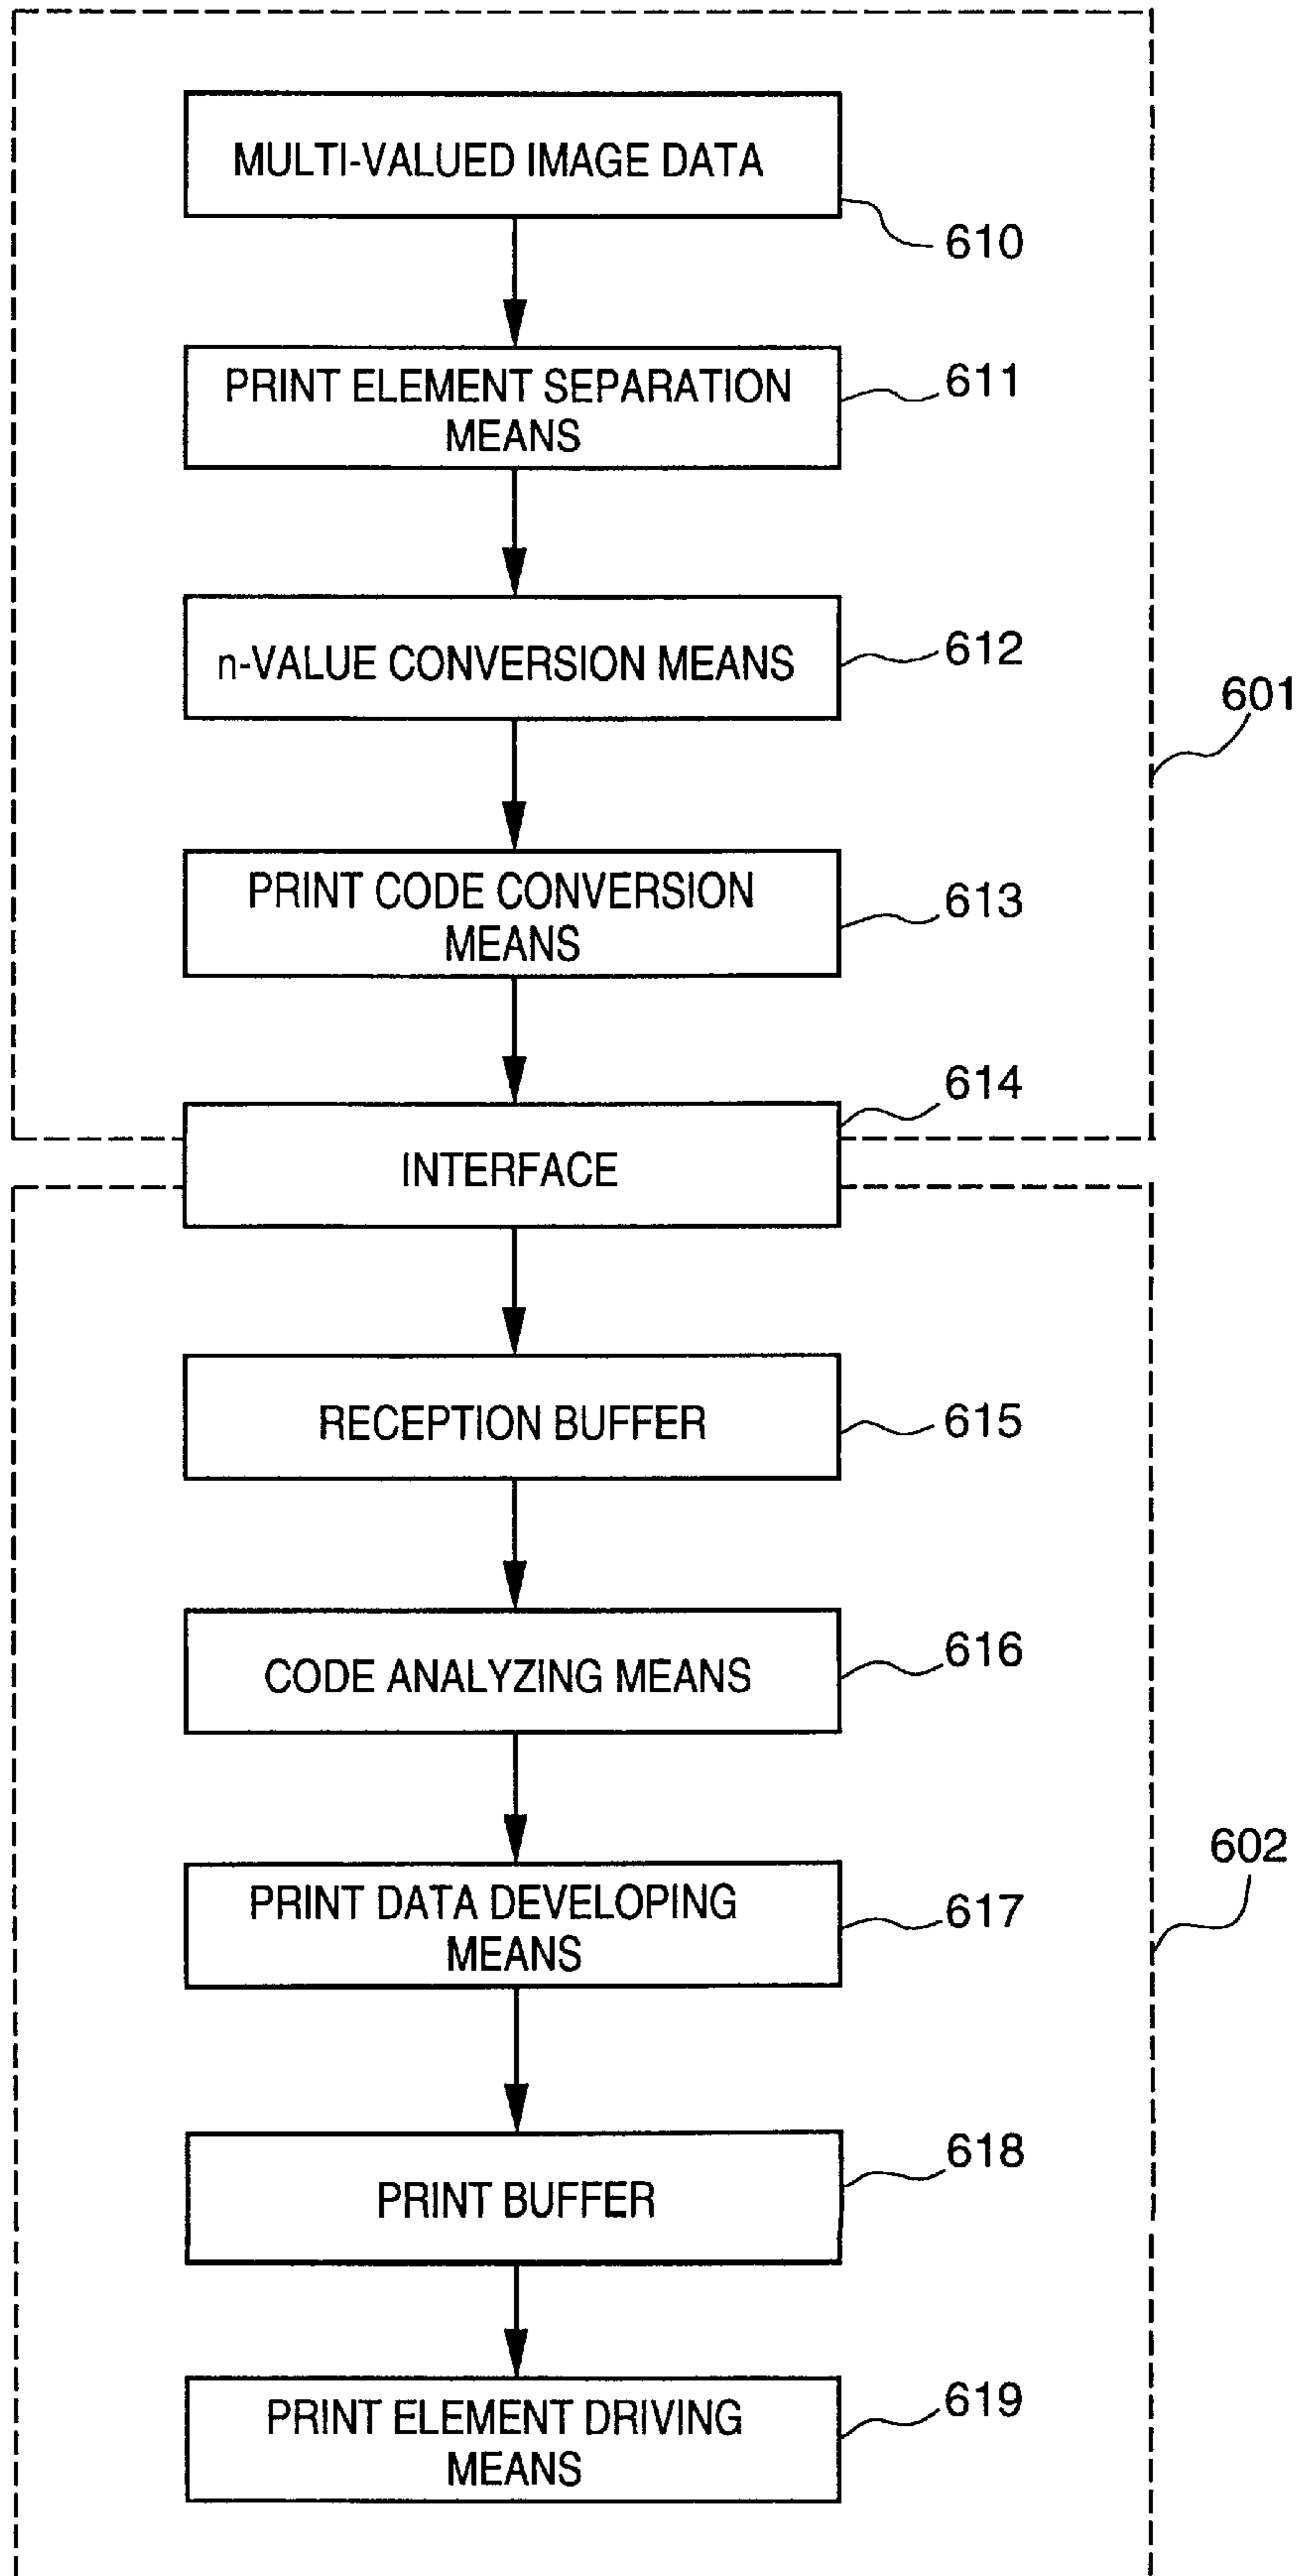 MULTI-VALUED IMAGE DATA
610
PRINT ELEMENT SEPARATION
MEANS
611
n-VALUE CONVERSION MEANS
612
601
PRINT CODE CONVERSION
MEANS
613
614
INTERFACE
RECEPTION BUFFER
615
CODE ANALYZING MEANS
616
602
PRINT DATA DEVELOPING
MEANS
617
PRINT BUFFER
618
PRINT ELEMENT DRIVING
MEANS
619